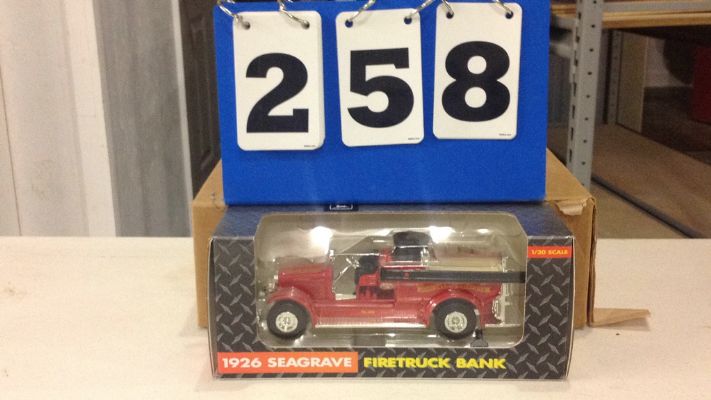 258
1/30 SCALE
1926 SEAGRAVE FIRETRUCK BANK